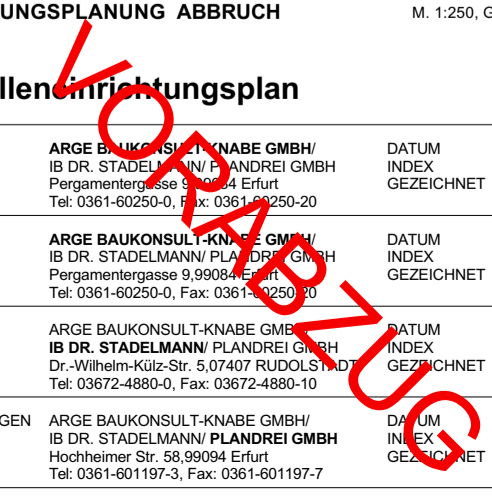 UNGSPLANUNG ABBRUCH M. 1:250, G
lleneinrichtungsplan
VORABZUG
ARGE BAUKONSULT-KNABE GMBH/ DATUM
IB DR. STADELMANN/ PLANDREI GMBH INDEX
Pergamentergasse 9,99084 Erfurt GEZEICHNET
Tel: 0361-60250-0, Fax: 0361-60250-20
ARGE BAUKONSULT-KNABE GMBH/ DATUM
IB DR. STADELMANN/ PLANDREI GMBH INDEX
Pergamentergasse 9,99084 Erfurt GEZEICHNET
Tel: 0361-60250-0, Fax: 0361-60250-20
ARGE BAUKONSULT-KNABE GMBH/ DATUM
IB DR. STADELMANN/ PLANDREI GMBH INDEX
Dr.-Wilhelm-Külz-Str. 5,07407 RUDOLSTADT GEZEICHNET
Tel: 03672-4880-0, Fax: 03672-4880-10
GEN ARGE BAUKONSULT-KNABE GMBH/ DATUM
IB DR. STADELMANN/ PLANDREI GMBH INDEX
Hochheimer Str. 58,99094 Erfurt GEZEICHNET
Tel: 0361-601197-3, Fax: 0361-601197-7